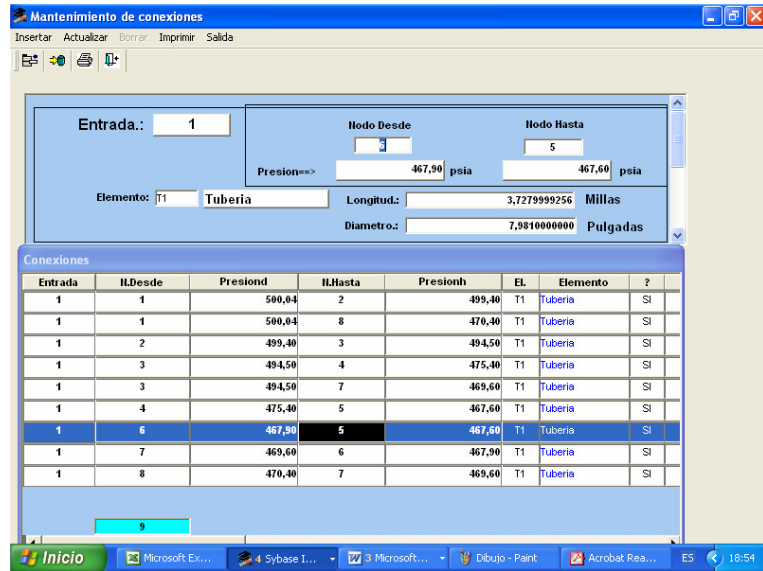 Mantenimiento de conexiones
Insertar Actualizar Borrar Imprimir Salida
Entrada.: 1 Nodo Desde Nodo Hasta
6 5
Presion==> 467,90 psia 467,60 psia
Elemento: T1 Tuberia Longitud.: 3,7279999256 Millas
Diametro.: 7,9810000000 Pulgadas
Conexiones
Entrada N.Desde Presiond N.Hasta Presionh El. Elemento ?
1 1 500,04 2 499,40 T1 Tuberia SI
1 1 500,04 8 470,40 T1 Tuberia SI
1 2 499,40 3 494,50 T1 Tuberia SI
1 3 494,50 4 475,40 T1 Tuberia SI
1 3 494,50 7 469,60 T1 Tuberia SI
1 4 475,40 5 467,60 T1 Tuberia SI
1 6 467,90 5 467,60 T1 Tuberia SI
1 7 469,60 6 467,90 T1 Tuberia SI
1 8 470,40 7 469,60 T1 Tuberia SI
9
Inicio Microsoft Ex... 4 Sybase I... 3 Microsoft... Dibujo - Paint Acrobat Rea... ES 18:54